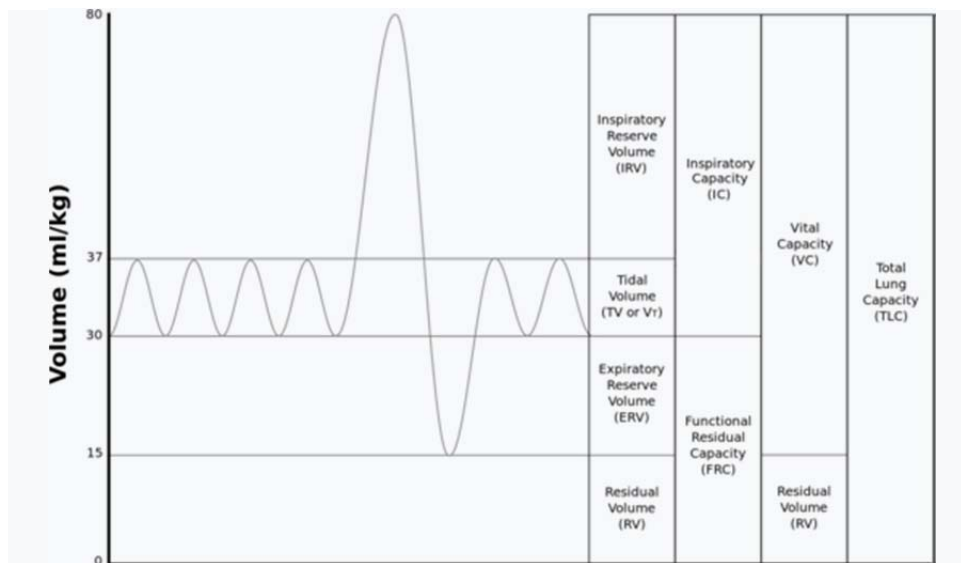 80
37
30
15
0
Volume (ml/kg)
Inspiratory
Reserve
Volume
(IRV)
Tidal
Volume
(TV or VT)
Expiratory
Reserve
Volume
(ERV)
Residual
Volume
(RV)
Inspiratory
Capacity
(IC)
Functional
Residual
Capacity
(FRC)
Vital
Capacity
(VC)
Residual
Volume
(RV)
Total
Lung
Capacity
(TLC)